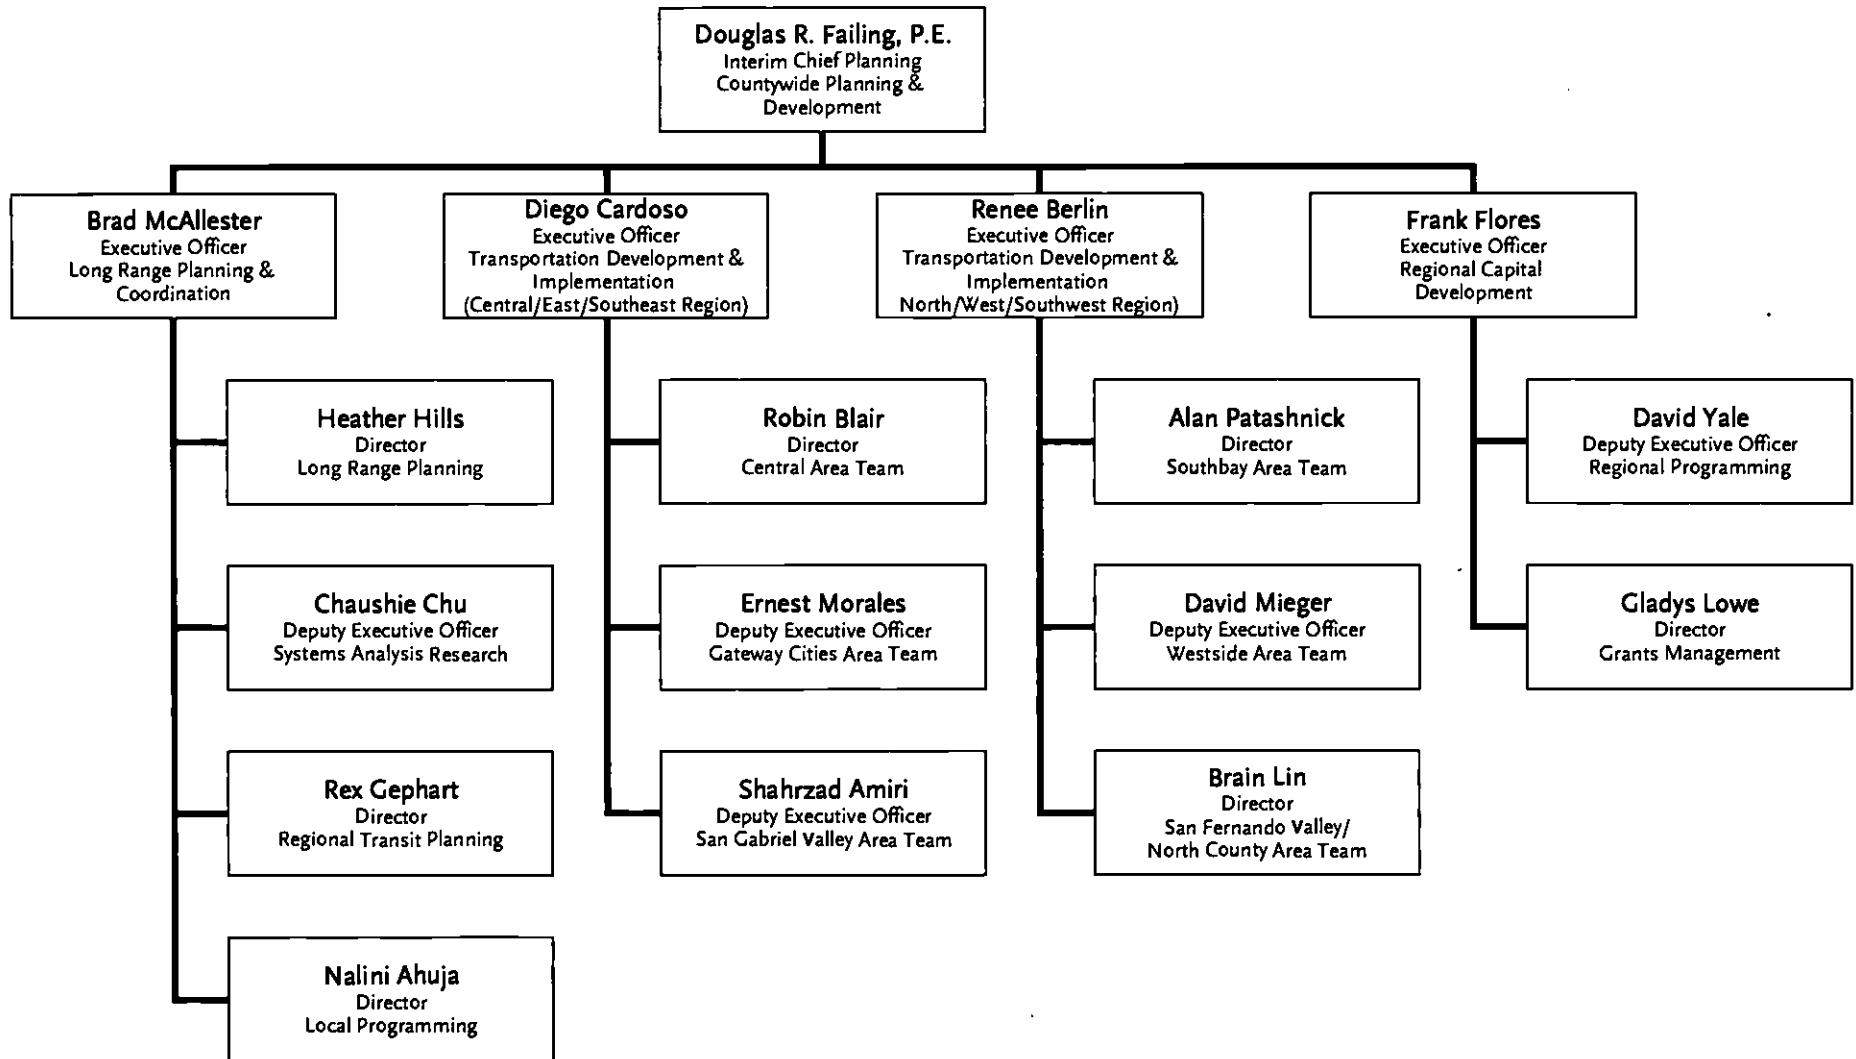 Douglas R. Failing, P.E.
Interim Chief Planning
Countywide Planning &
Development
Brad McAllester
Executive Officer
Long Range Planning &
Coordination
Diego Cardoso
Executive Officer
Transportation Development &
Implementation
(Central/East/Southeast Region)
Renee Berlin
Executive Officer
Transportation Development &
Implementation
North/West/Southwest Region)
Frank Flores
Executive Officer
Regional Capital
Development
Heather Hills
Director
Long Range Planning
Robin Blair
Director
Central Area Team
Alan Patashnick
Director
Southbay Area Team
David Yale
Deputy Executive Officer
Regional Programming
Chaushie Chu
Deputy Executive Officer
Systems Analysis Research
Ernest Morales
Deputy Executive Officer
Gateway Cities Area Team
David Mieger
Deputy Executive Officer
Westside Area Team
Gladys Lowe
Director
Grants Management
Rex Gephart
Director
Regional Transit Planning
Shahrzad Amiri
Deputy Executive Officer
San Gabriel Valley Area Team
Brain Lin
Director
San Fernando Valley/
North County Area Team
Nalini Ahuja
Director
Local Programming